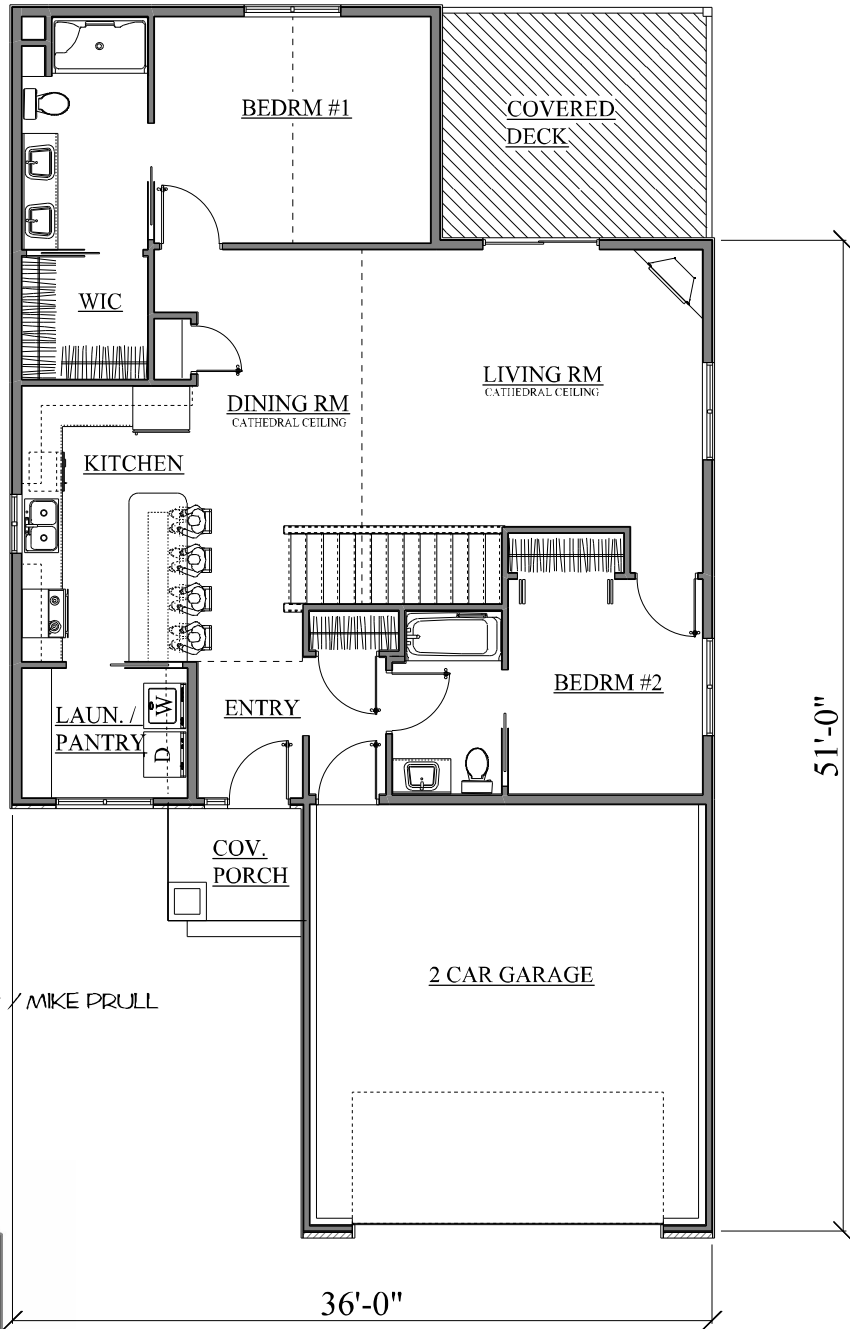 BEDRM #1
COVERED
DECK
WIC
LIVING RM
CATHEDRAL CEILING
DINING RM
CATHEDRAL CEILING
KITCHEN
BEDRM #2
ENTRY
LAUN. /
PANTRY
W
D
51'-0"
COV.
PORCH
2 CAR GARAGE
/ MIKE PRULL
36'-0"